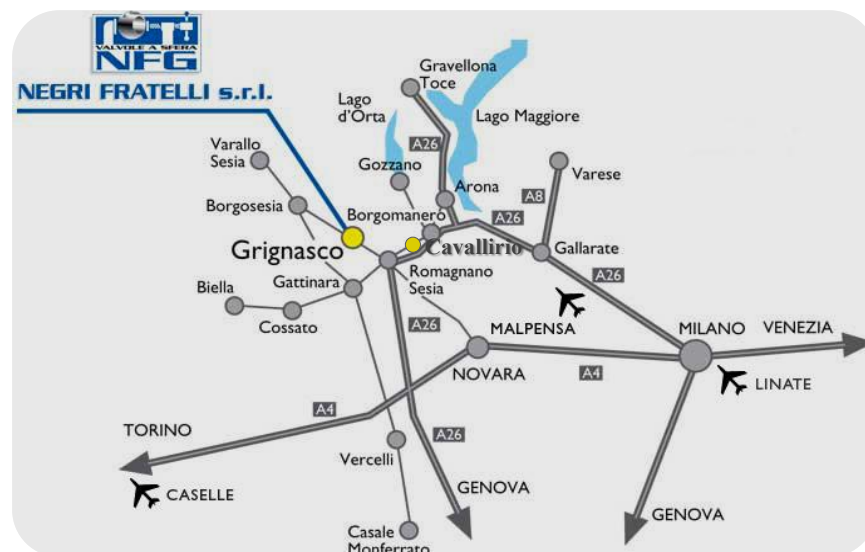 VALVOLE A SFERA
NFG
NEGRI FRATELLI s.r.l.
Gravellona
Toce
Lago
d'Orta
Lago Maggiore
A26
Varallo
Sesia
Gozzano
Arona
A8
Varese
Borgosesia
Borgomanero
A26
Grignasco
Cavallirio
Gallarate
Romagnano
Sesia
A26
Gattinara
Biella
Cossato
A26
MALPENSA
MILANO
VENEZIA
NOVARA
A4
LINATE
A4
TORINO
A26
Vercelli
CASELLE
GENOVA
GENOVA
Casale
Monferrato